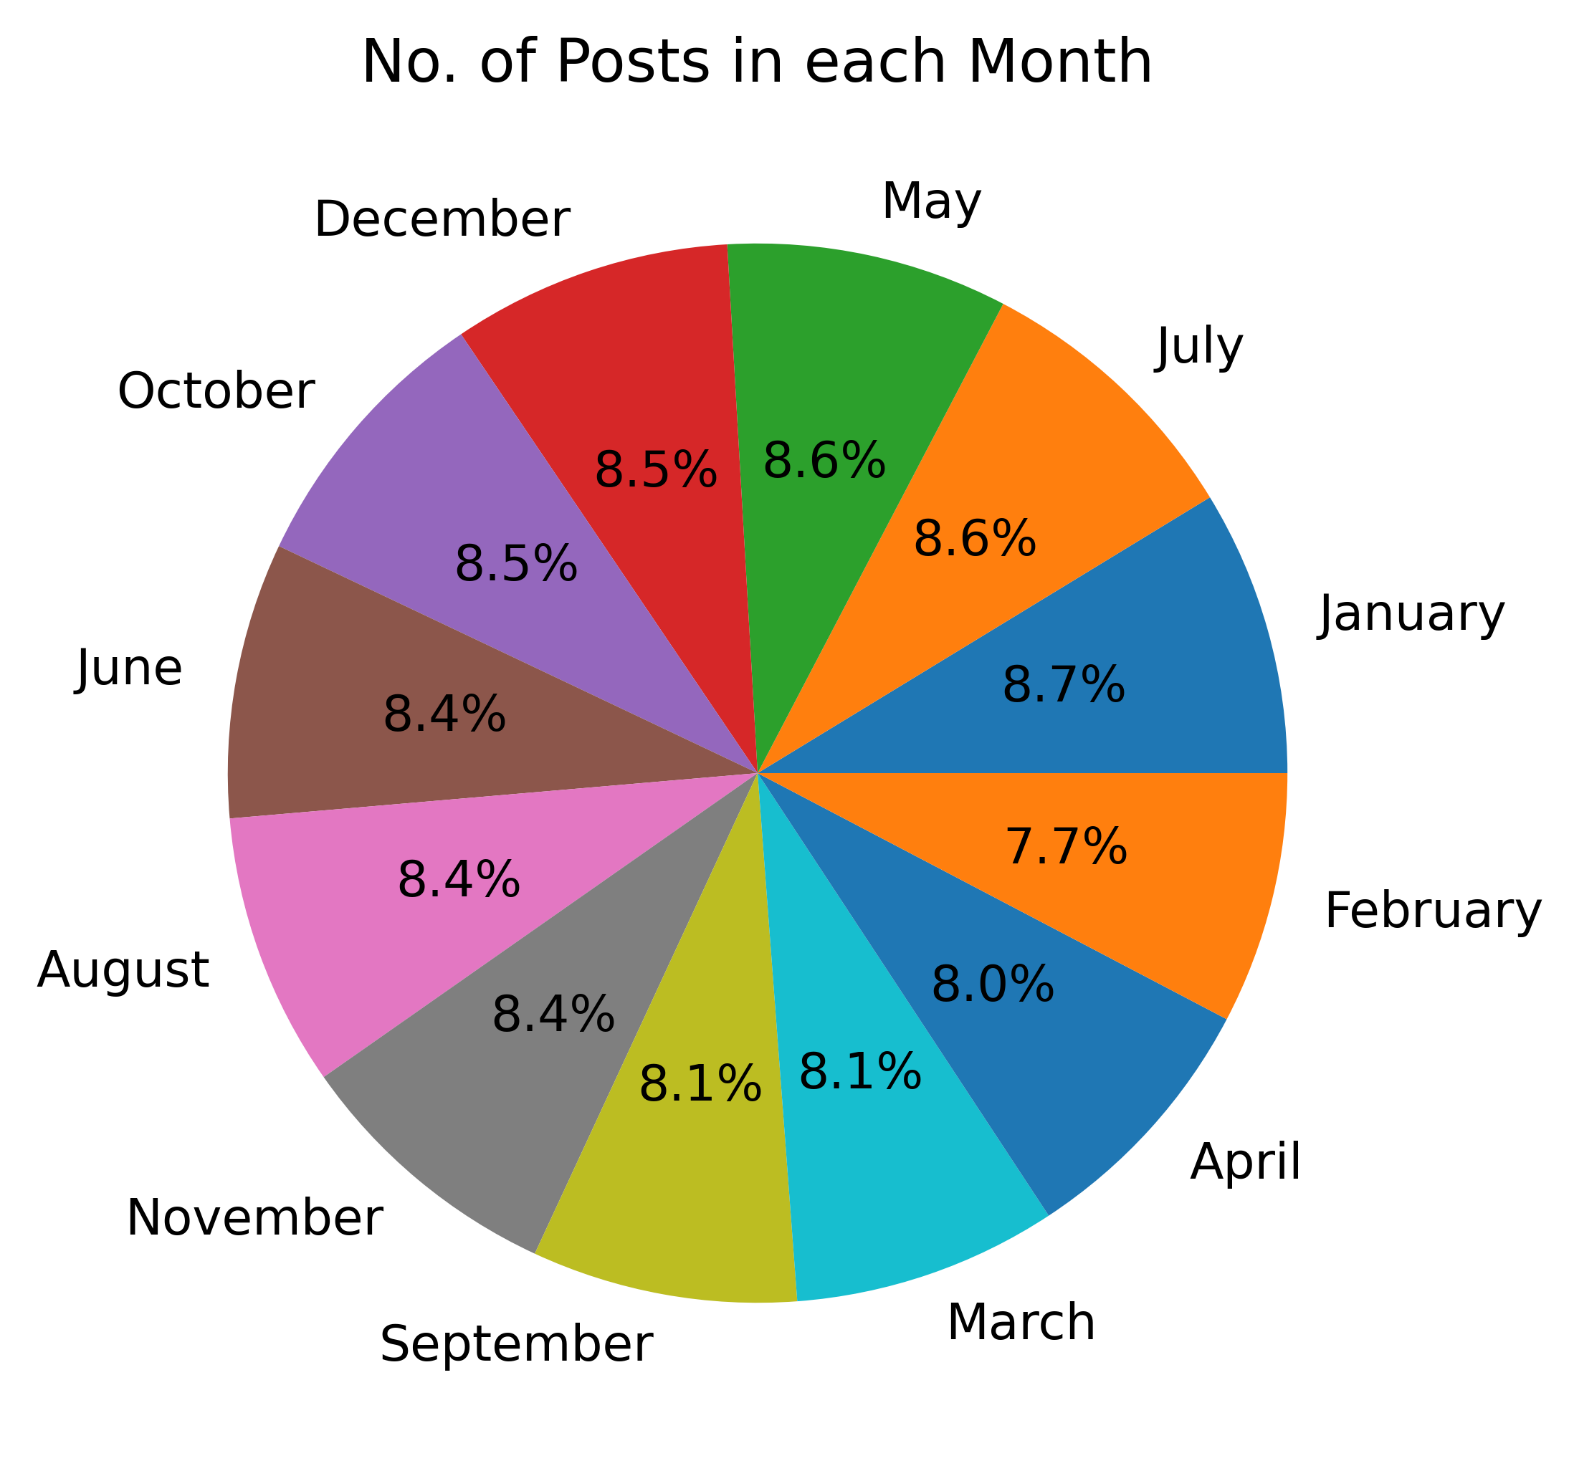 No. of Posts in each Month
May
December
July
October
8.6%
8.5%
8.6%
8.5%
January
June
8.7%
8.4%
7.7%
8.4%
February
August
8.0%
8.4%
8.1%
8.1%
April
November
March
September